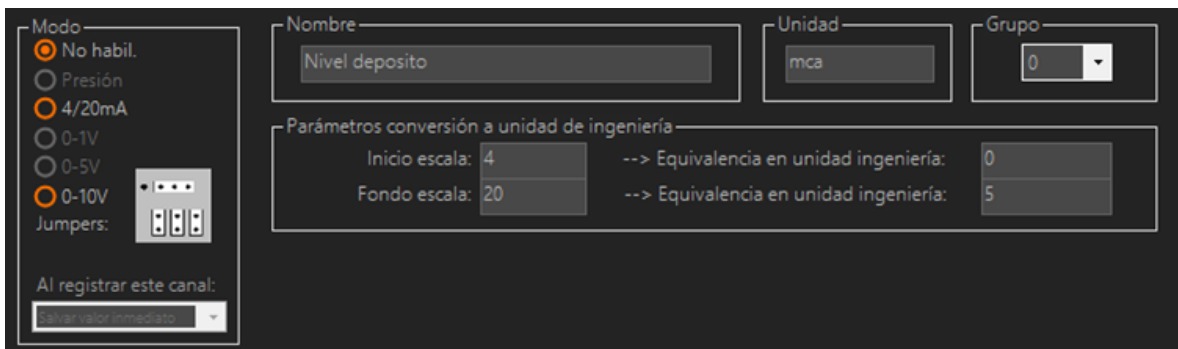 Modo
No habil.
Presión
4/20mA
0-1V
0-5V
0-10V
Jumpers:
Al registrar este canal:
Salvar valor inmediato
Nombre
Nivel deposito
Unidad
mca
Grupo
0
Parámetros conversión a unidad de ingeniería
Inicio escala: 4 --> Equivalencia en unidad ingeniería: 0
Fondo escala: 20 --> Equivalencia en unidad ingeniería: 5